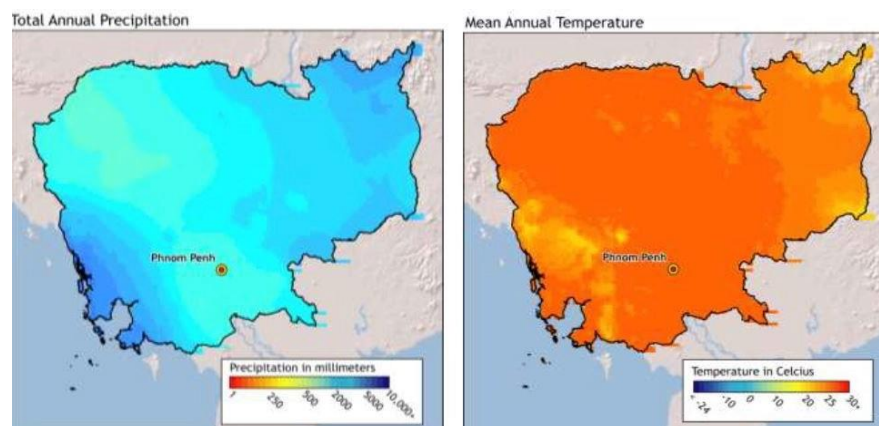 Total Annual Precipitation
Phnom Penh
Precipitation in millimeters
1 250 500 2000 5000 10,000+
Mean Annual Temperature
Phnom Penh
Temperature in Celcius
< -24 -10 0 10 20 25 30+